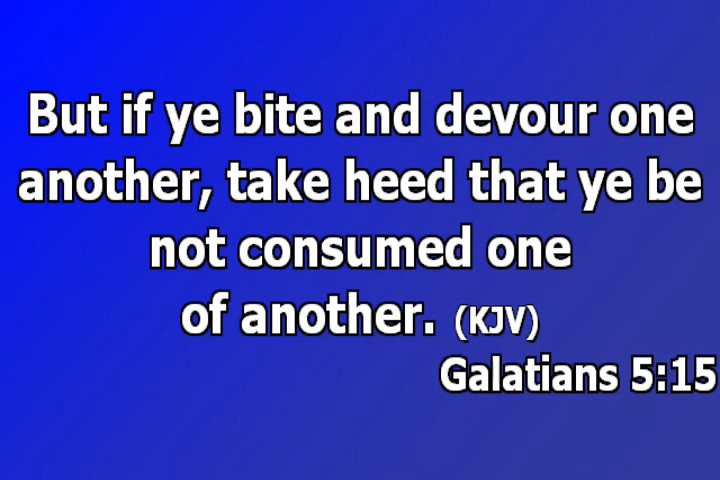 But if ye bite and devour one
another, take heed that ye be
not consumed one
of another. (KJV)
Galatians 5:15